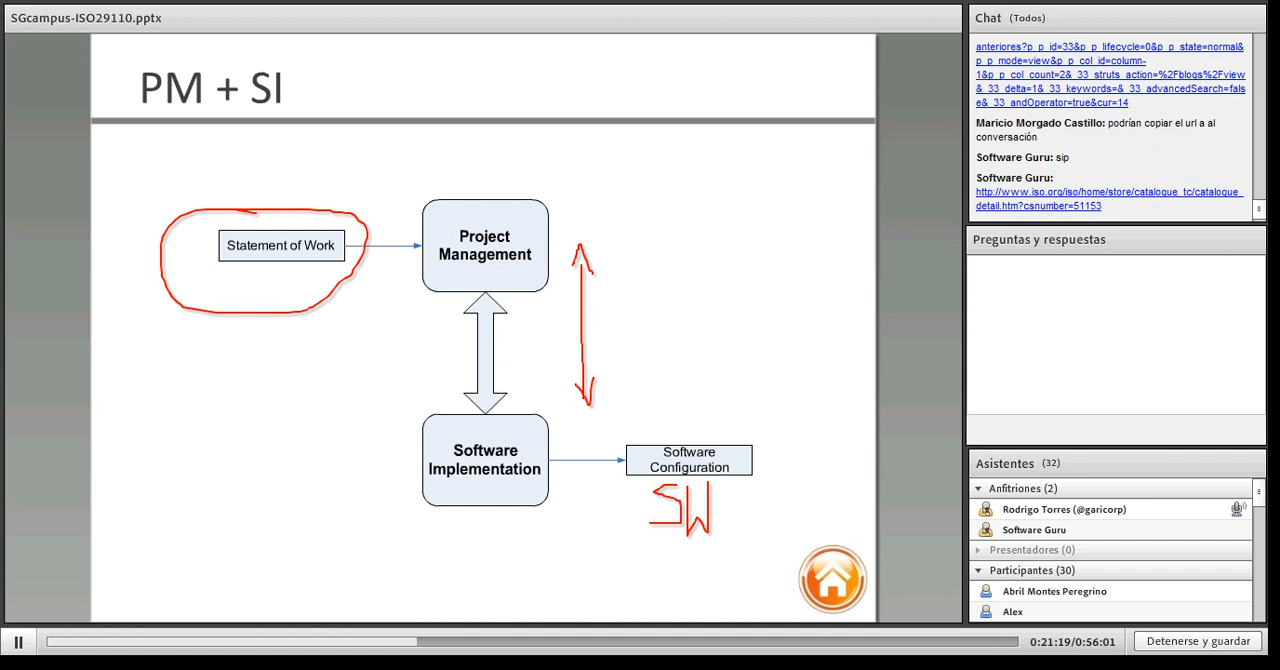 SGcampus-ISO29110.pptx
PM + SI
Statement of Work
Project
Management
Software
Implementation
Software
Configuration
SW
Chat (Todos)
anteriores?p_p_id=33&p_p_lifecycle=0&p_p_state=normal&
p_p_mode=view&p_p_col_id=column-
1&p_p_col_count=2&_33_struts_action=%2Fblogs%2Fview
&_33_delta=1&_33_keywords=&_33_advancedSearch=fals
e&_33_andOperator=true&cur=14
Maricio Morgado Castillo: podrían copiar el url a al
conversación
Software Guru: sip
Software Guru:
http://www.iso.org/iso/home/store/catalogue_tc/catalogue_
detail.htm?csnumber=51153
Preguntas y respuestas
Asistentes (32)
Anfitriones (2)
Rodrigo Torres (@garicorp)
Software Guru
Presentadores (0)
Participantes (30)
Abril Montes Peregrino
Alex
0:21:19/0:56:01
Detenerse y guardar